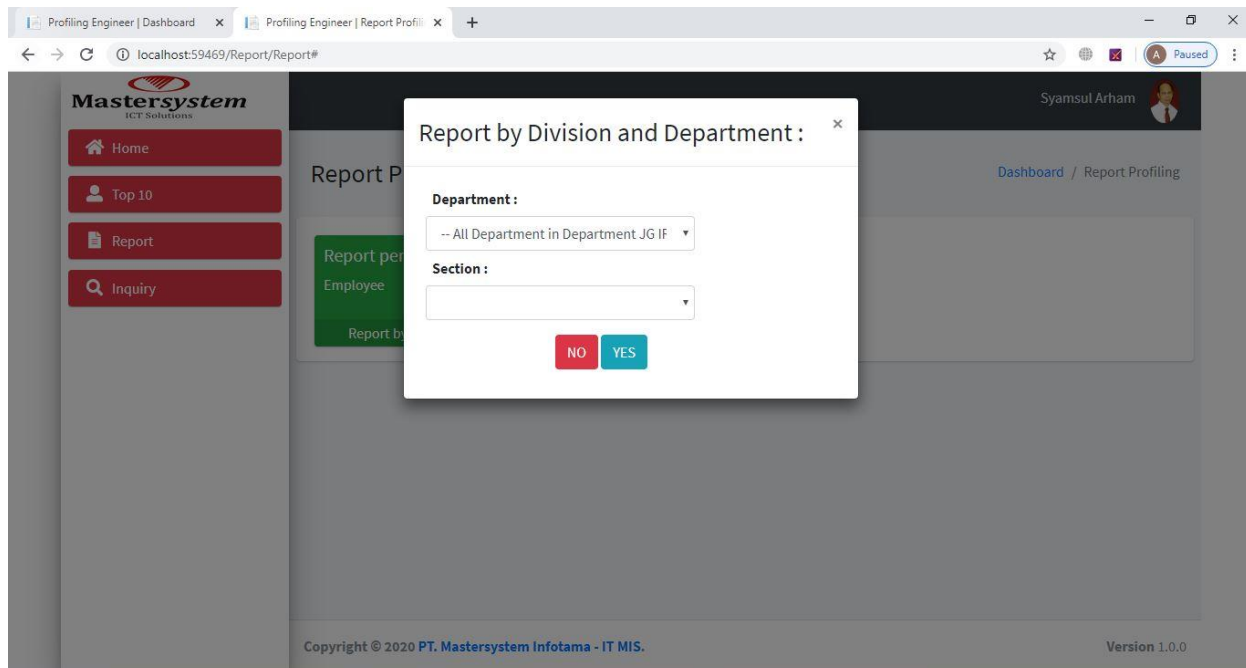 Profiling Engineer | Dashboard
Profiling Engineer | Report Profili
localhost:59469/Report/Report#
A Paused
Mastersystem
ICT Solutions
Syamsul Arham
Home
Top 10
Report
Inquiry
Report P
Dashboard / Report Profiling
Report per
Employee
Report by
Report by Division and Department :
×
Department :
-- All Department in Department JG IF
Section :
NO YES
Copyright © 2020 PT. Mastersystem Infotama - IT MIS.
Version 1.0.0